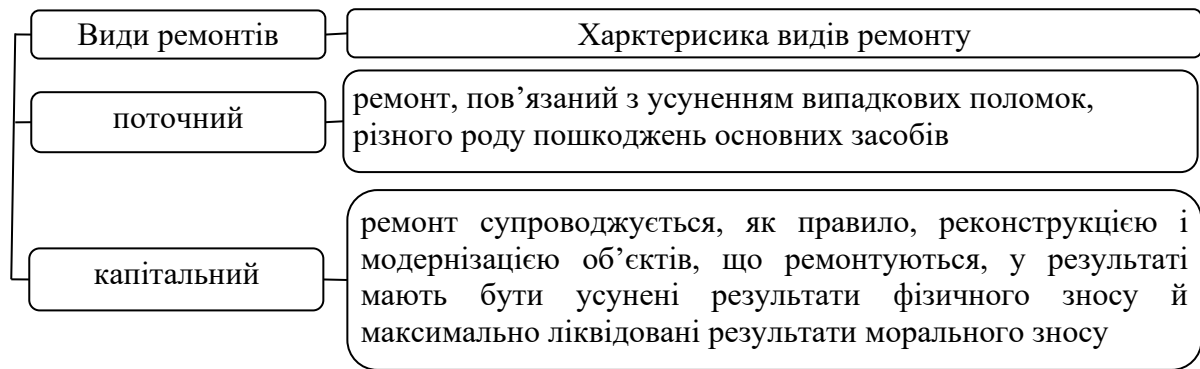 Види ремонтів
Харктерисика видів ремонту
поточний
ремонт, пов’язаний з усуненням випадкових поломок,
різного роду пошкоджень основних засобів
капітальний
ремонт супроводжується, як правило, реконструкцією і
модернізацією об’єктів, що ремонтуються, у результаті
мають бути усунені результати фізичного зносу й
максимально ліквідовані результати морального зносу